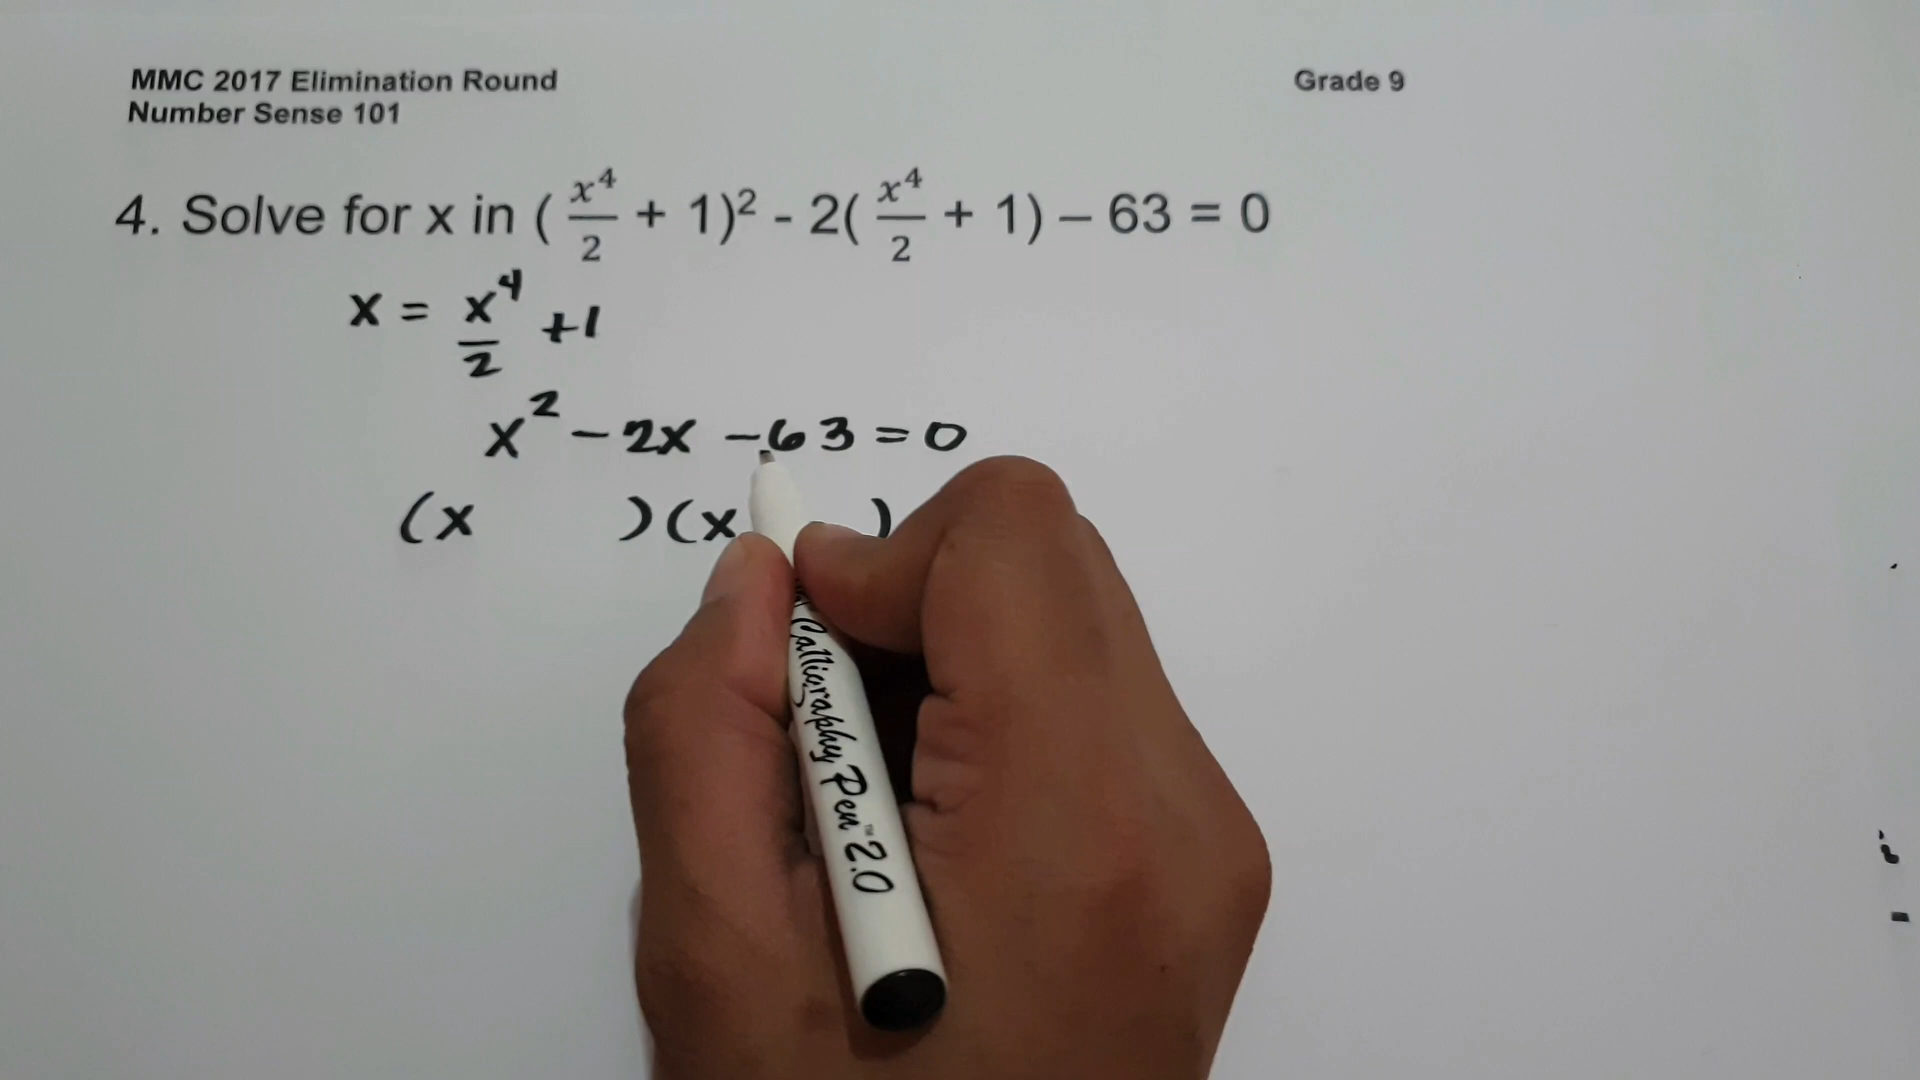 MMC 2017 Elimination Round
Grade 9
Number Sense 101
4. Solve for x in ( x⁴/2 + 1)² - 2( x⁴/2 + 1) – 63 = 0
x = x⁴/2 +1
x² - 2x - 63 = 0
(x )(x )
Calligraphy Pen™ 2.0